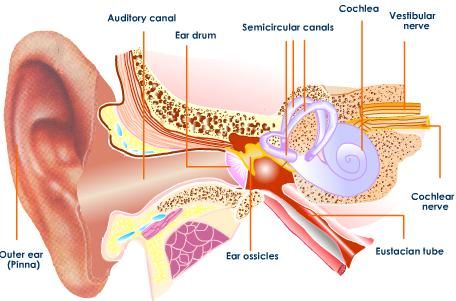 Cochlea
Auditory canal
Vestibular
nerve
Semicircular canals
Ear drum
Cochlear
nerve
Outer ear
(Pinna)
Ear ossicles
Eustacian tube